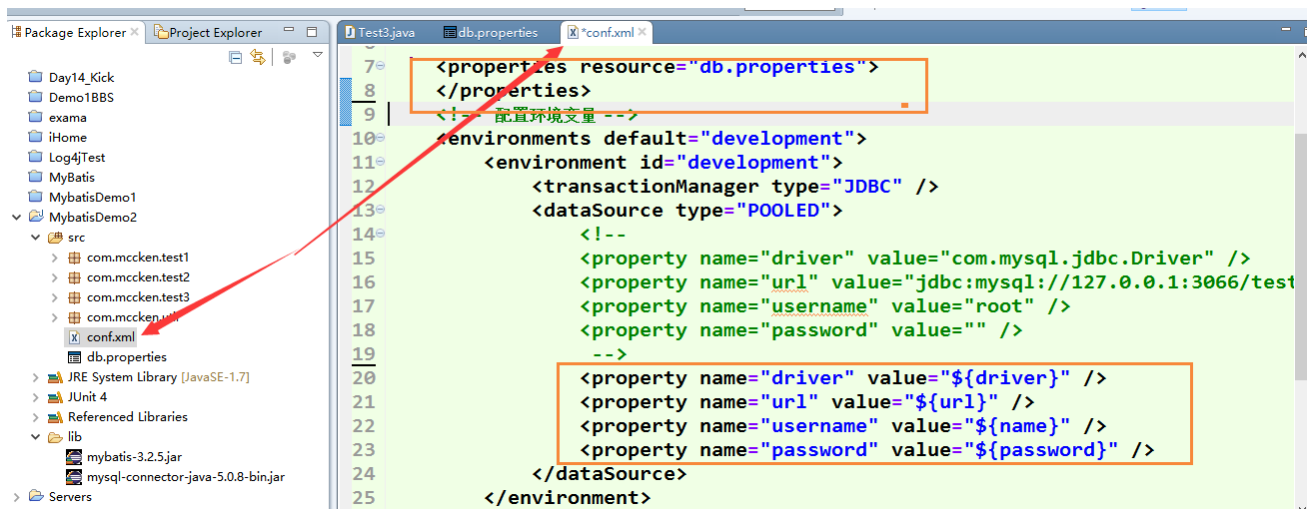 Package Explorer
Project Explorer
Day14_Kick
Demo1BBS
exama
iHome
Log4jTest
MyBatis
MybatisDemo1
MybatisDemo2
src
com.mccken.test1
com.mccken.test2
com.mccken.test3
conf.xml
db.properties
JRE System Library [JavaSE-1.7]
JUnit 4
Referenced Libraries
lib
mybatis-3.2.5.jar
mysql-connector-java-5.0.8-bin.jar
Servers
Test3.java db.properties *conf.xml
7 <properties resource="db.properties">
8 </properties>
9 <!-- 配置环境变量 -->
10 <environments default="development">
11 <environment id="development">
12 <transactionManager type="JDBC" />
13 <dataSource type="POOLED">
14 <!--
15 <property name="driver" value="com.mysql.jdbc.Driver" />
16 <property name="url" value="jdbc:mysql://127.0.0.1:3066/test
17 <property name="username" value="root" />
18 <property name="password" value="" />
19 -->
20 <property name="driver" value="${driver}" />
21 <property name="url" value="${url}" />
22 <property name="username" value="${name}" />
23 <property name="password" value="${password}" />
24 </dataSource>
25 </environment>